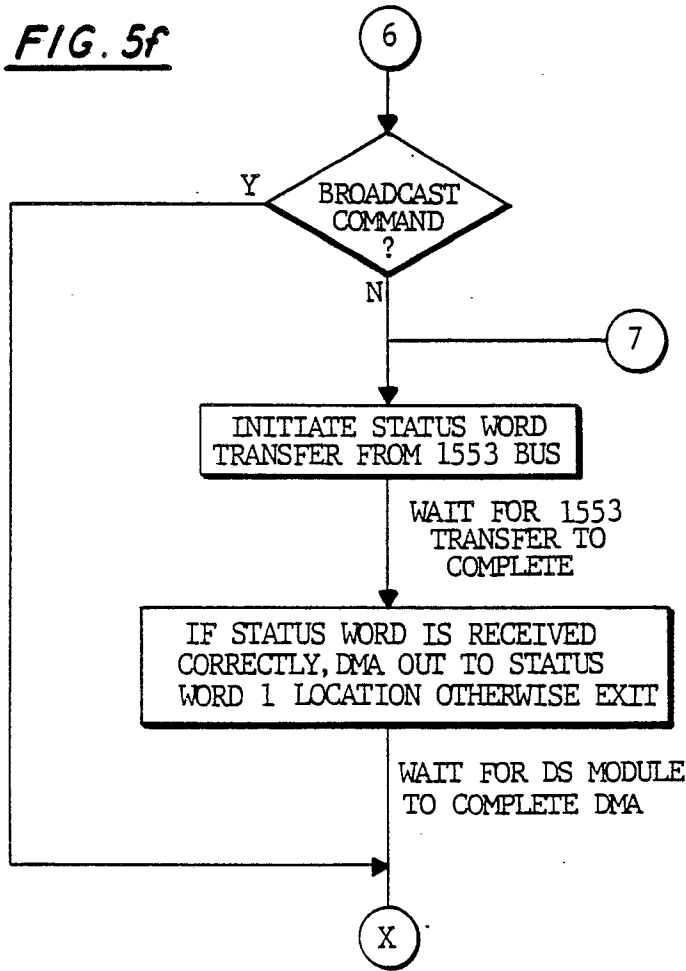 FIG. 5f
6
BROADCAST
COMMAND
?
Y
N
7
INITIATE STATUS WORD
TRANSFER FROM 1553 BUS
WAIT FOR 1553
TRANSFER TO
COMPLETE
IF STATUS WORD IS RECEIVED
CORRECTLY, DMA OUT TO STATUS
WORD 1 LOCATION OTHERWISE EXIT
WAIT FOR DS MODULE
TO COMPLETE DMA
X